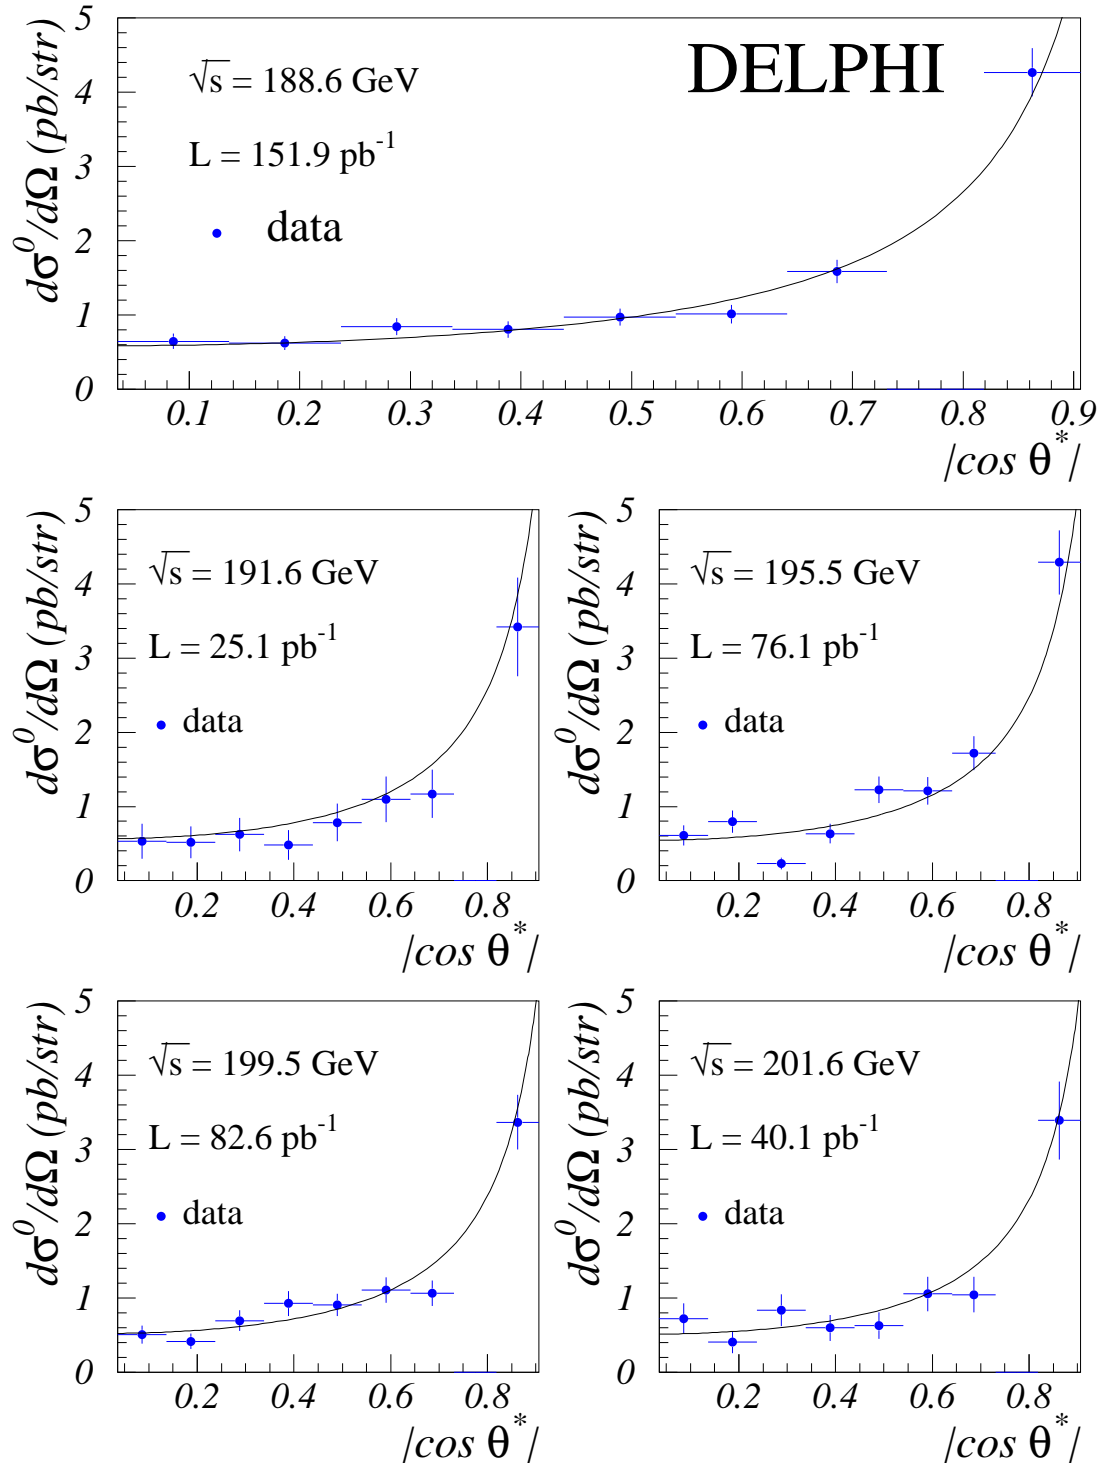 DELPHI
√s = 188.6 GeV
L = 151.9 pb⁻¹
data
dσ⁰/dΩ (pb/str)
5
4
3
2
1
0
0.1 0.2 0.3 0.4 0.5 0.6 0.7 0.8 0.9
|cos θ*|
√s = 191.6 GeV
L = 25.1 pb⁻¹
data
dσ⁰/dΩ (pb/str)
5
4
3
2
1
0
0.2 0.4 0.6 0.8
|cos θ*|
√s = 195.5 GeV
L = 76.1 pb⁻¹
data
dσ⁰/dΩ (pb/str)
5
4
3
2
1
0
0.2 0.4 0.6 0.8
|cos θ*|
√s = 199.5 GeV
L = 82.6 pb⁻¹
data
dσ⁰/dΩ (pb/str)
5
4
3
2
1
0
0.2 0.4 0.6 0.8
|cos θ*|
√s = 201.6 GeV
L = 40.1 pb⁻¹
data
dσ⁰/dΩ (pb/str)
5
4
3
2
1
0
0.2 0.4 0.6 0.8
|cos θ*|